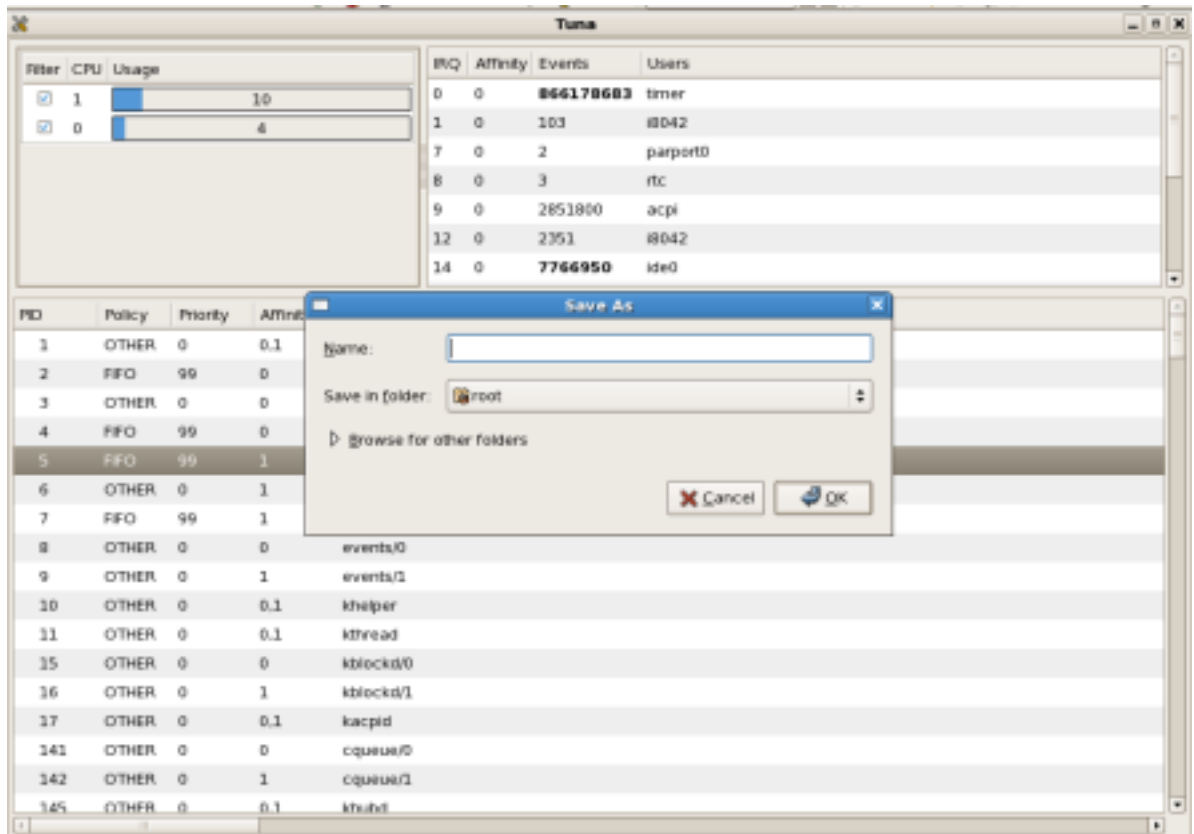 Tuna
Filter CPU Usage
1 10
0 4
IRQ Affinity Events Users
0 0 866178683 timer
1 0 103 i8042
7 0 2 parport0
8 0 3 rtc
9 0 2851800 acpi
12 0 2351 i8042
14 0 7766950 ide0
PID Policy Priority Affinit
1 OTHER 0 0,1
2 FIFO 99 0
3 OTHER 0 0
4 FIFO 99 0
5 FIFO 99 1
6 OTHER 0 1
7 FIFO 99 1
8 OTHER 0 0 events/0
9 OTHER 0 1 events/1
10 OTHER 0 0,1 khelper
11 OTHER 0 0,1 kthread
15 OTHER 0 0 kblockd/0
16 OTHER 0 1 kblockd/1
17 OTHER 0 0,1 kacpid
141 OTHER 0 0 cqueue/0
142 OTHER 0 1 cqueue/1
145 OTHER 0 0,1 khubd
Save As
Name:
Save in folder: root
Browse for other folders
Cancel OK